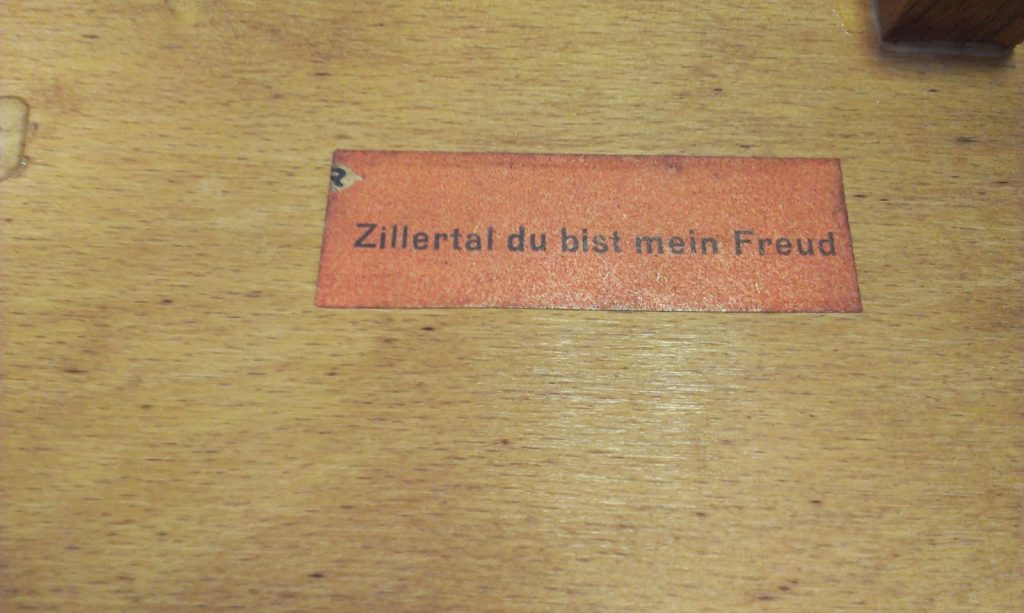 R
Zillertal du bist mein Freud